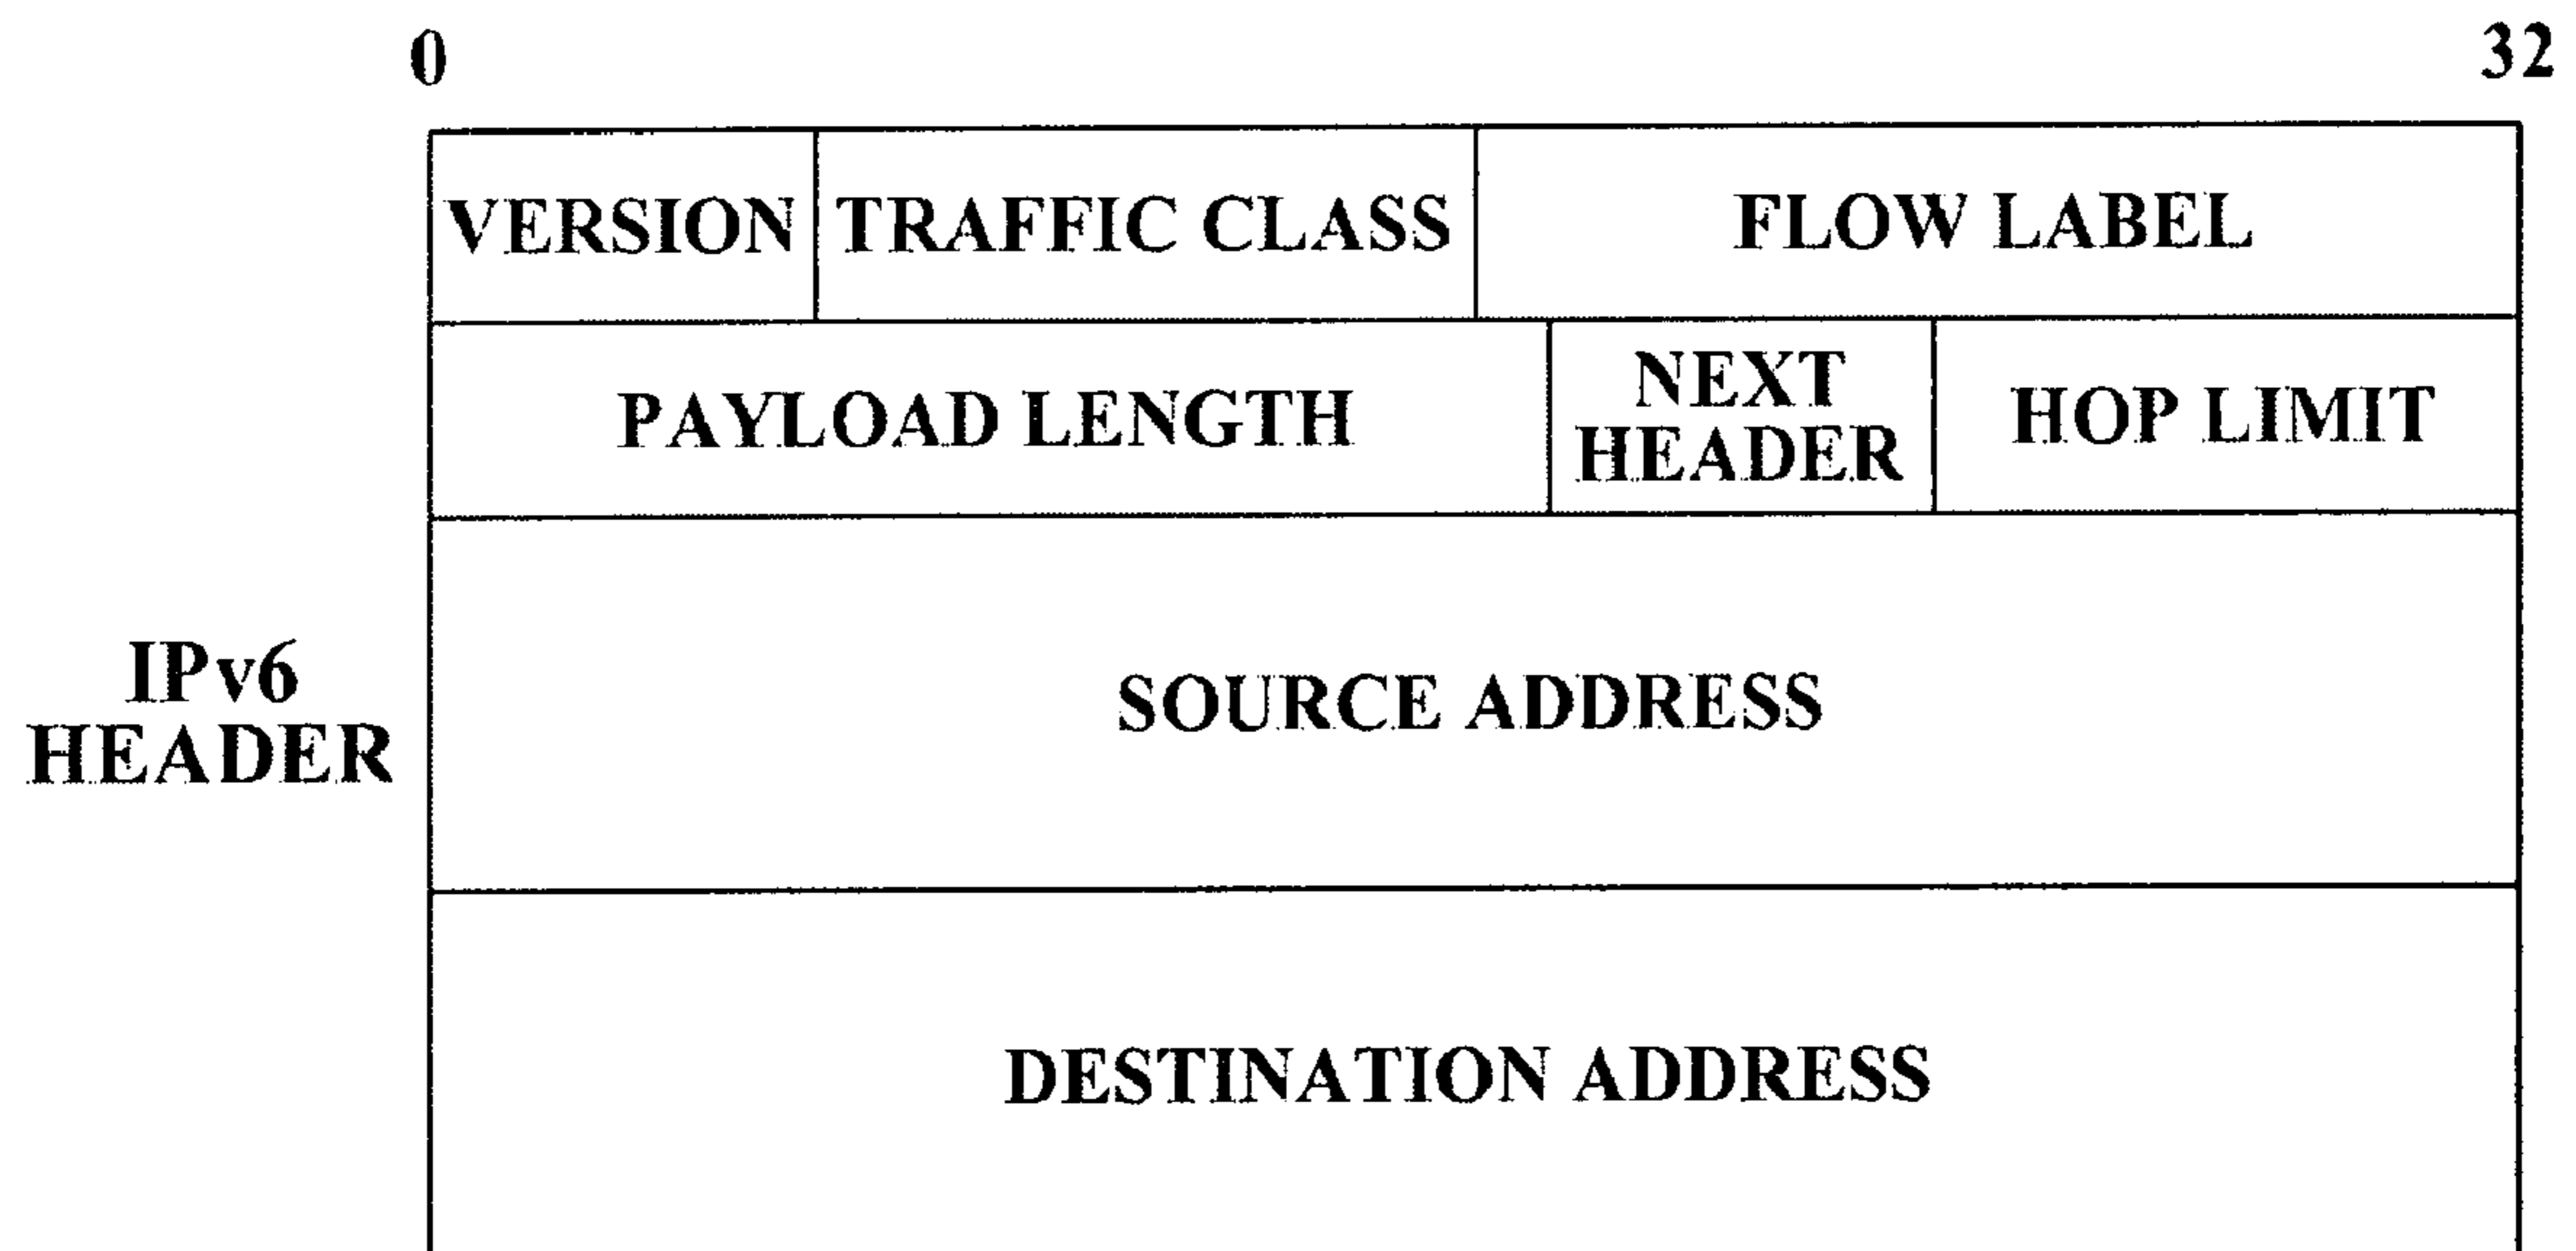 0 32
VERSION TRAFFIC CLASS FLOW LABEL
PAYLOAD LENGTH NEXT HEADER HOP LIMIT
IPv6
HEADER
SOURCE ADDRESS
DESTINATION ADDRESS